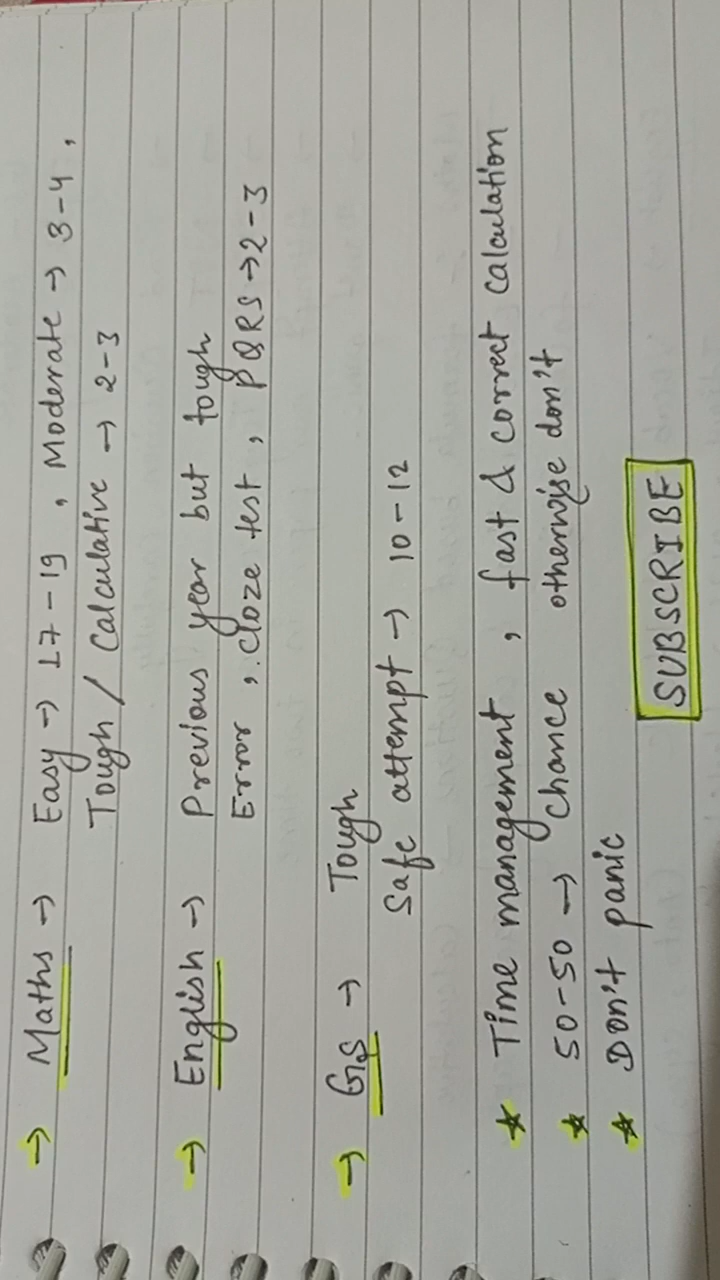 → Maths → Easy → 17-19 , Moderate → 3-4 ,
Tough / Calculative → 2-3
→ English → Previous year but tough
Error , Cloze test , PQRS → 2-3
→ GS → Tough
Safe attempt → 10-12
★ Time management , fast & correct calculation
★ 50-50 → Chance otherwise don't
★ Don't panic
SUBSCRIBE